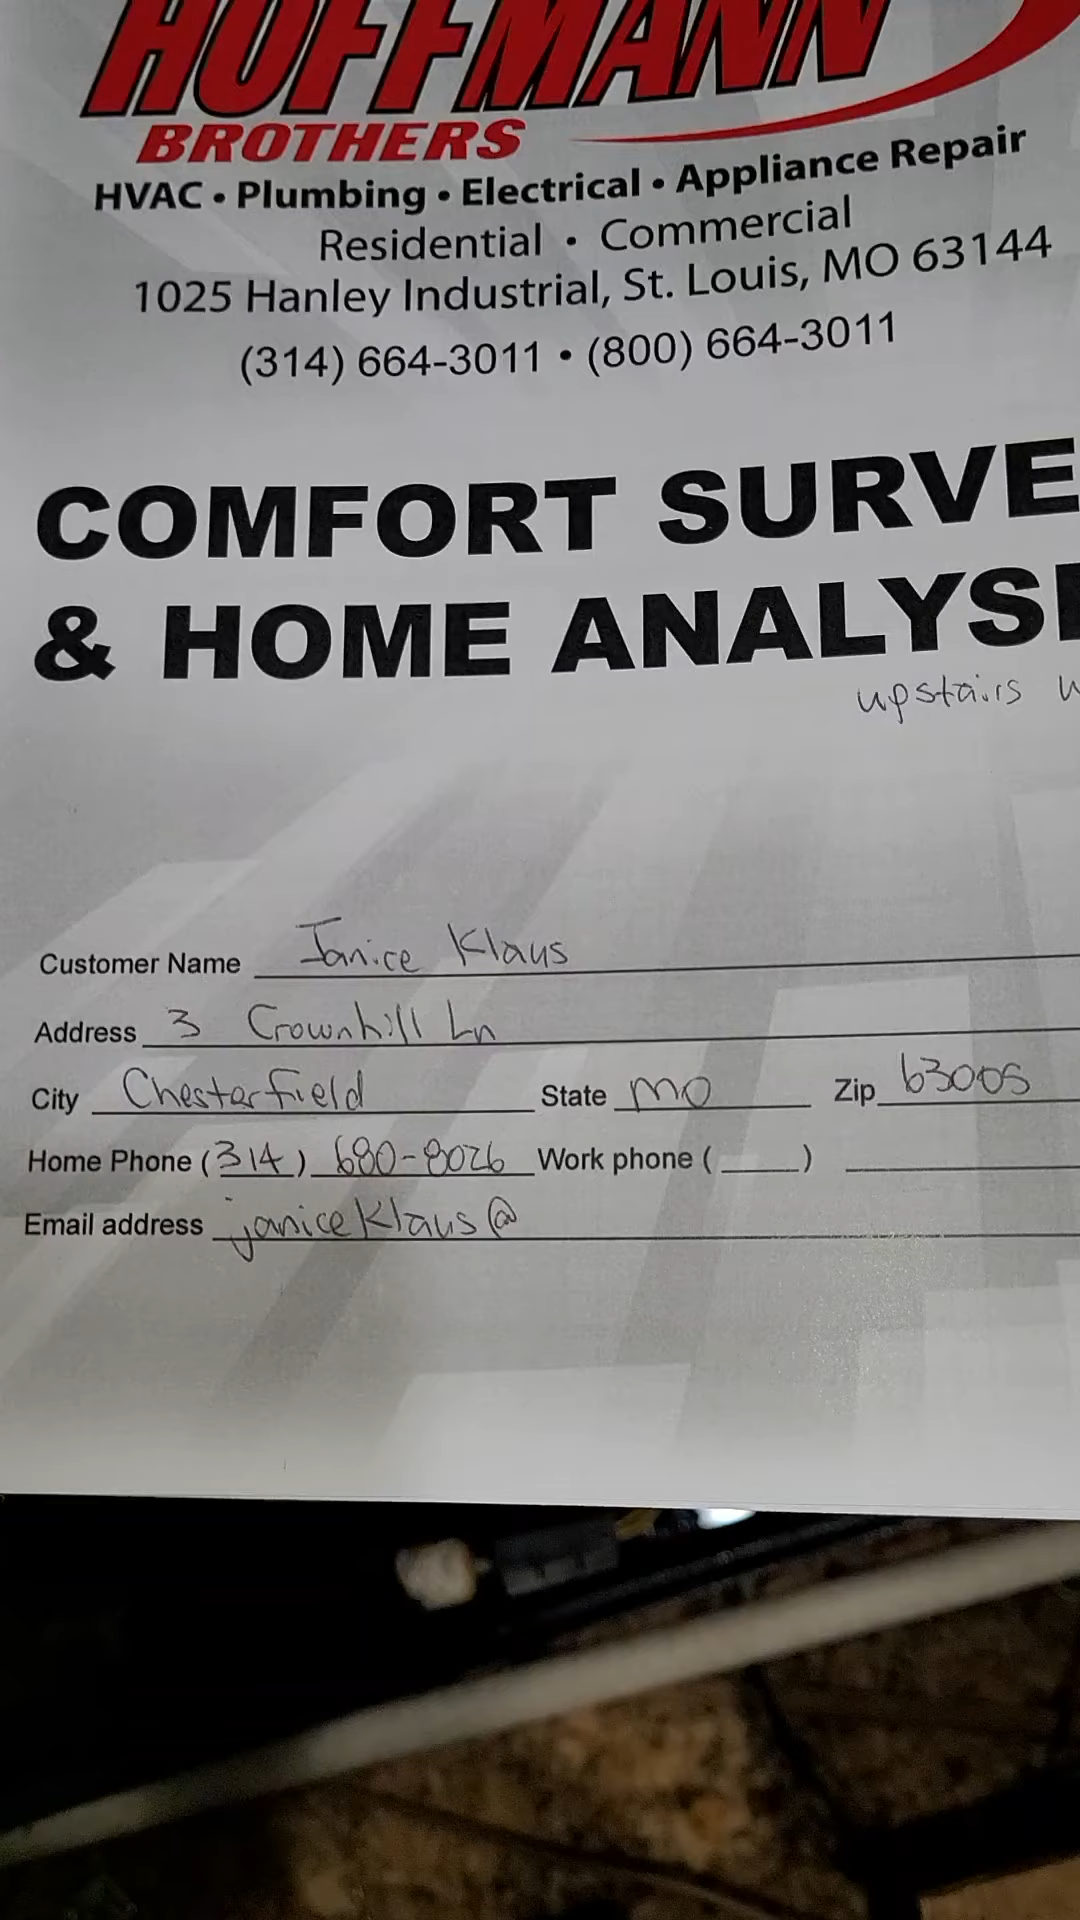 HOFFMANN
BROTHERS
HVAC • Plumbing • Electrical • Appliance Repair
Residential • Commercial
1025 Hanley Industrial, St. Louis, MO 63144
(314) 664-3011 • (800) 664-3011
COMFORT SURVE
& HOME ANALYSI
upstairs
Customer Name Janice Klaus
Address 3 Crownhill Ln
City Chesterfield State MO Zip 63005
Home Phone (314) 680-8026 Work phone ( )
Email address janiceklaus@